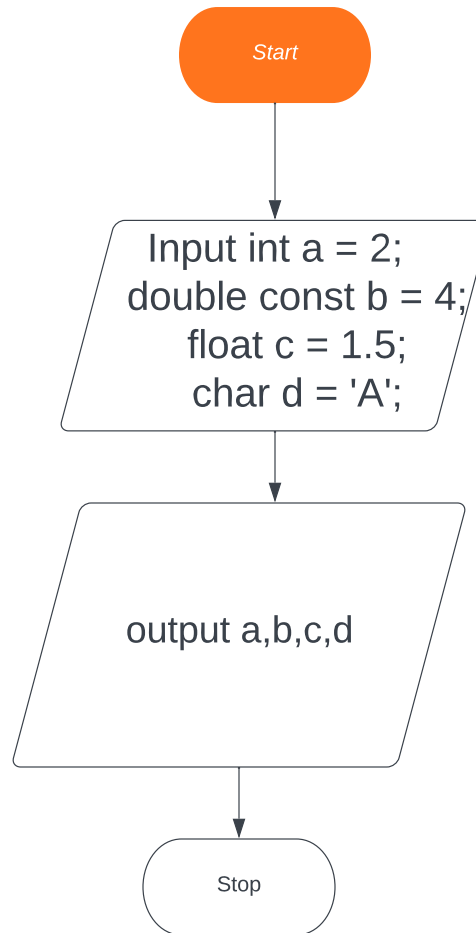 Start
Input int a = 2;
double const b = 4;
float c = 1.5;
char d = 'A';
output a,b,c,d
Stop